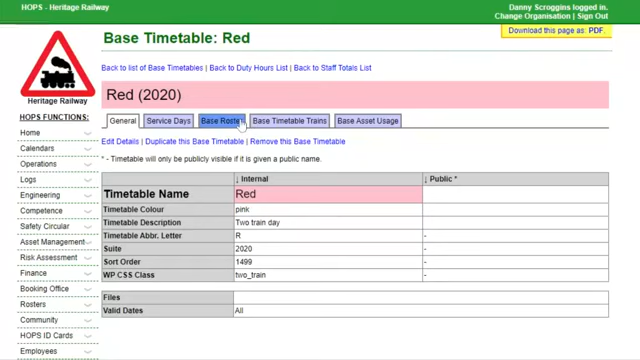 HOPS - Heritage Railway
Danny Scroggins logged in.
Change Organisation | Sign Out
Download this page as: PDF.
Base Timetable: Red
Back to list of Base Timetables | Back to Duty Hours List | Back to Staff Totals List
Heritage Railway
Red (2020)
HOPS FUNCTIONS:
Home
Calendars
Operations
Logs
Engineering
Competence
Safety Circular
Asset Management
Risk Assessment
Finance
Booking Office
Rosters
Community
HOPS ID Cards
Employees
General
Service Days
Base Rosters
Base Timetable Trains
Base Asset Usage
Edit Details | Duplicate this Base Timetable | Remove this Base Timetable
* - Timetable will only be publicly visible if it is given a public name.
↓ Internal ↓ Public *
Timetable Name Red
Timetable Colour pink
Timetable Description Two train day
Timetable Abbr. Letter R -
Suite 2020 -
Sort Order 1499 -
WP CSS Class two_train -
Files
Valid Dates All